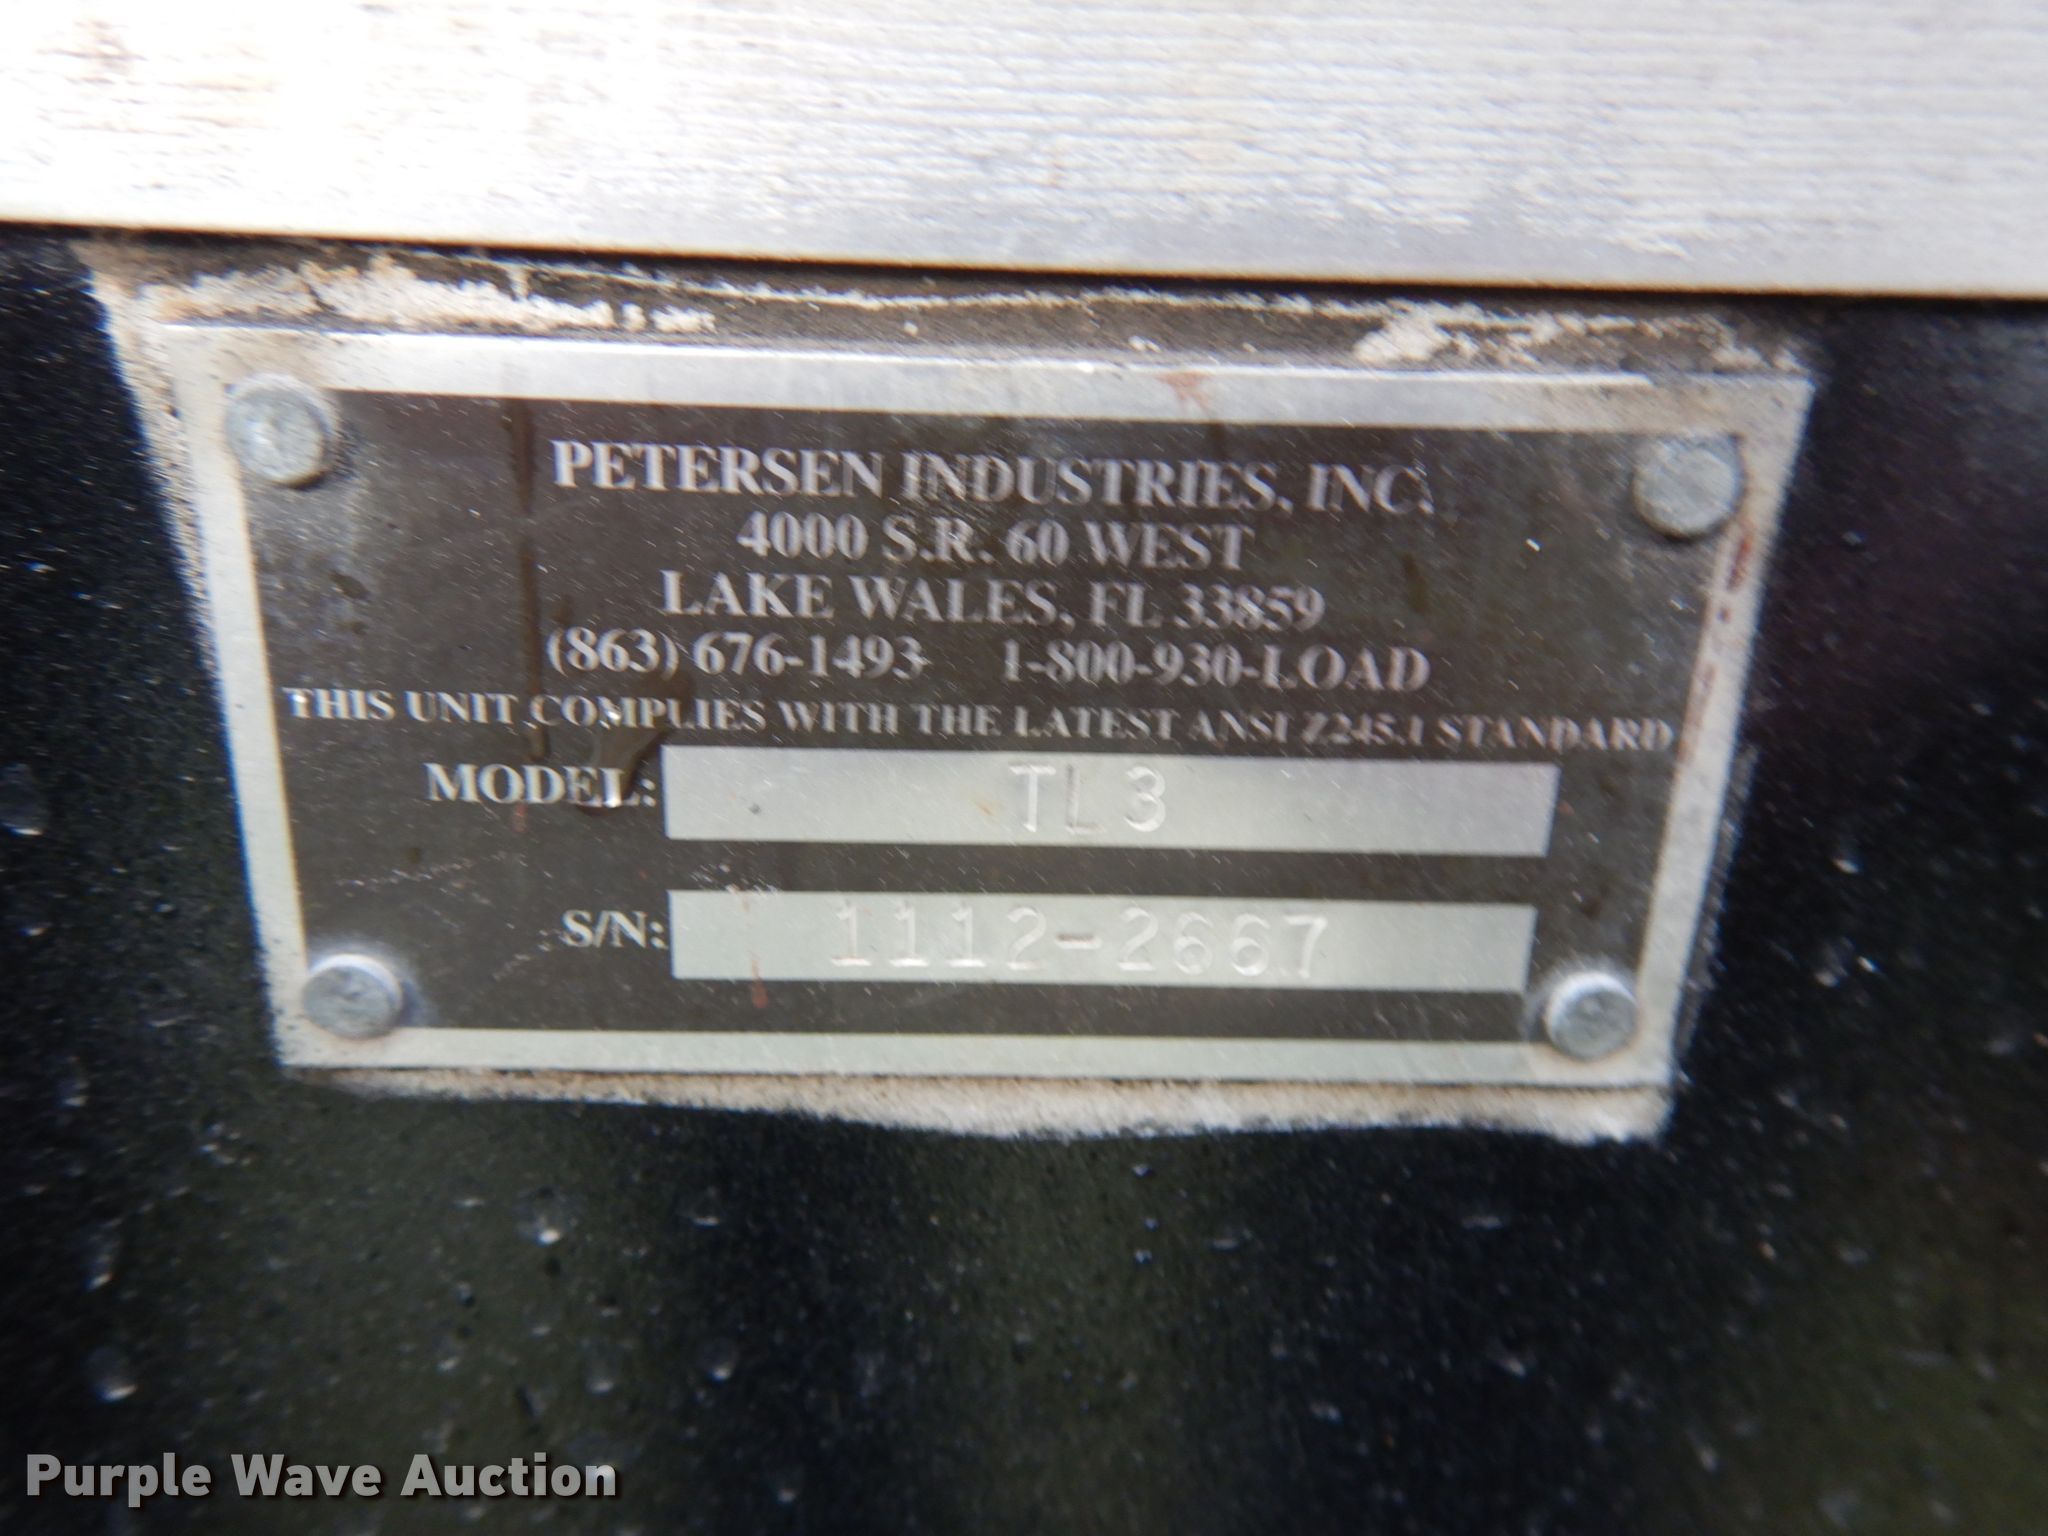 PETERSEN INDUSTRIES, INC.
4000 S.R. 60 WEST
LAKE WALES, FL 33859
(863) 676-1493 1-800-930-LOAD
THIS UNIT COMPLIES WITH THE LATEST ANSI Z245.1 STANDARD
MODEL: TL3
S/N: 1112-2667
Purple Wave Auction